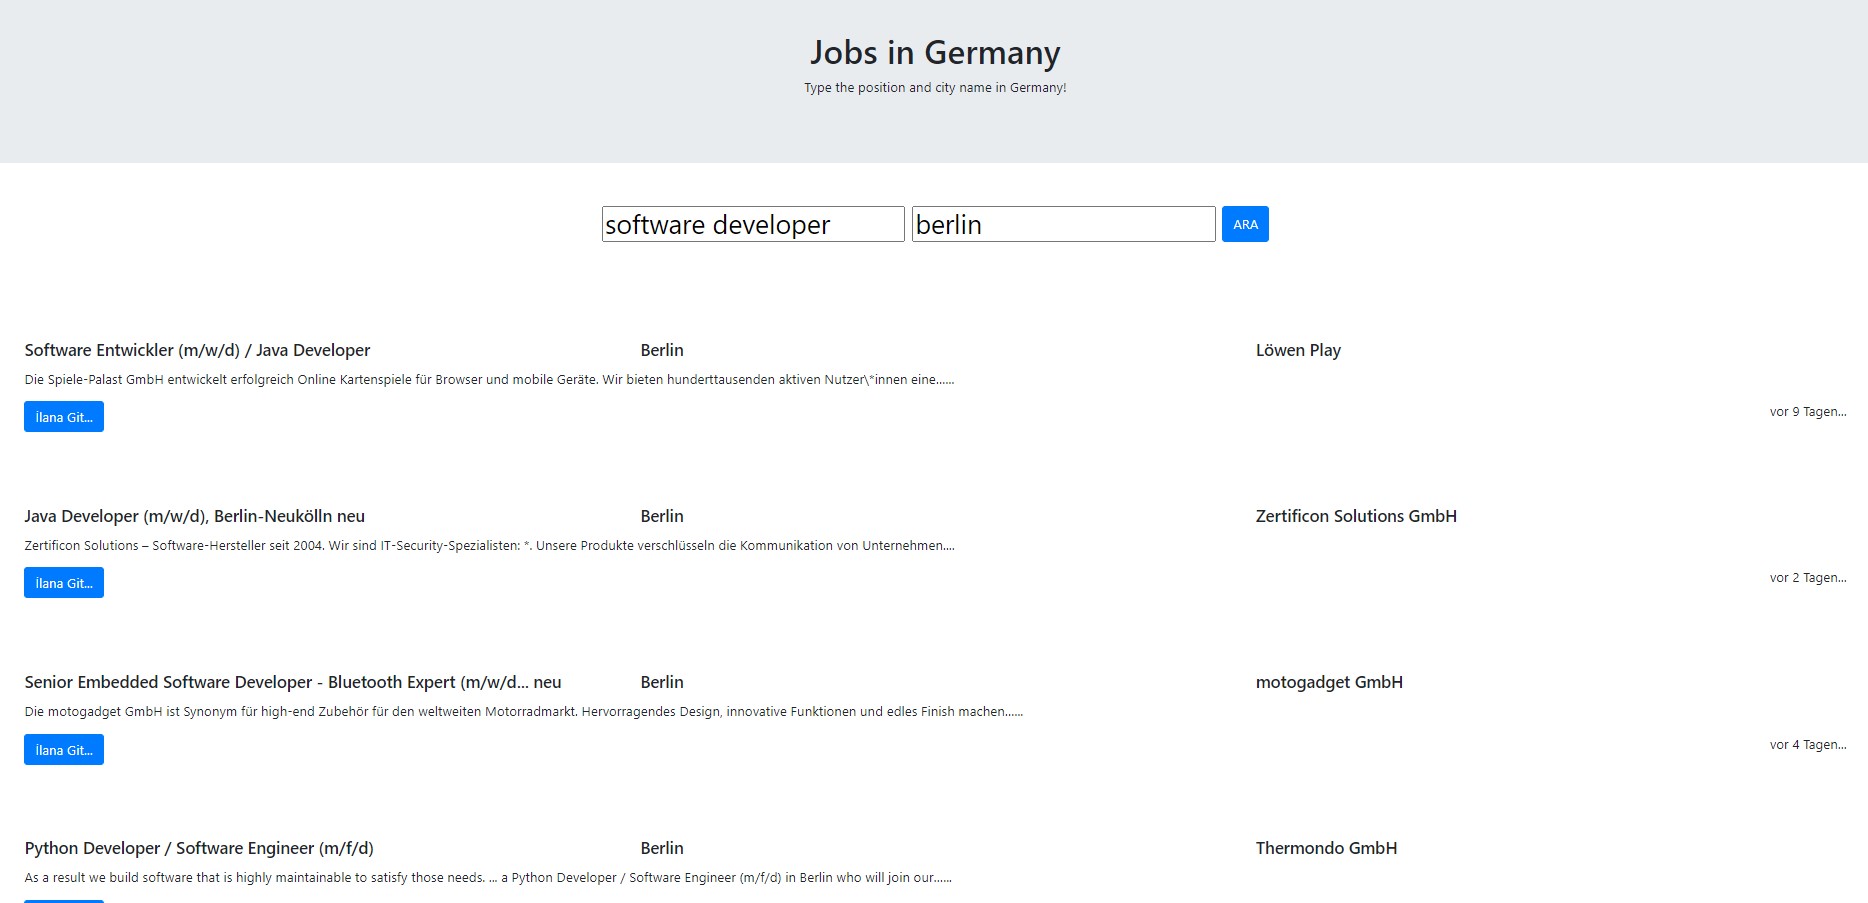 Jobs in Germany
Type the position and city name in Germany!
software developer berlin ARA
Software Entwickler (m/w/d) / Java Developer Berlin Löwen Play
Die Spiele-Palast GmbH entwickelt erfolgreich Online Kartenspiele für Browser und mobile Geräte. Wir bieten hunderttausenden aktiven Nutzer\*innen eine......
İlana Git... vor 9 Tagen...
Java Developer (m/w/d), Berlin-Neukölln neu Berlin Zertificon Solutions GmbH
Zertificon Solutions – Software-Hersteller seit 2004. Wir sind IT-Security-Spezialisten: *. Unsere Produkte verschlüsseln die Kommunikation von Unternehmen....
İlana Git... vor 2 Tagen...
Senior Embedded Software Developer - Bluetooth Expert (m/w/d... neu Berlin motogadget GmbH
Die motogadget GmbH ist Synonym für high-end Zubehör für den weltweiten Motorradmarkt. Hervorragendes Design, innovative Funktionen und edles Finish machen......
İlana Git... vor 4 Tagen...
Python Developer / Software Engineer (m/f/d) Berlin Thermondo GmbH
As a result we build software that is highly maintainable to satisfy those needs. ... a Python Developer / Software Engineer (m/f/d) in Berlin who will join our......